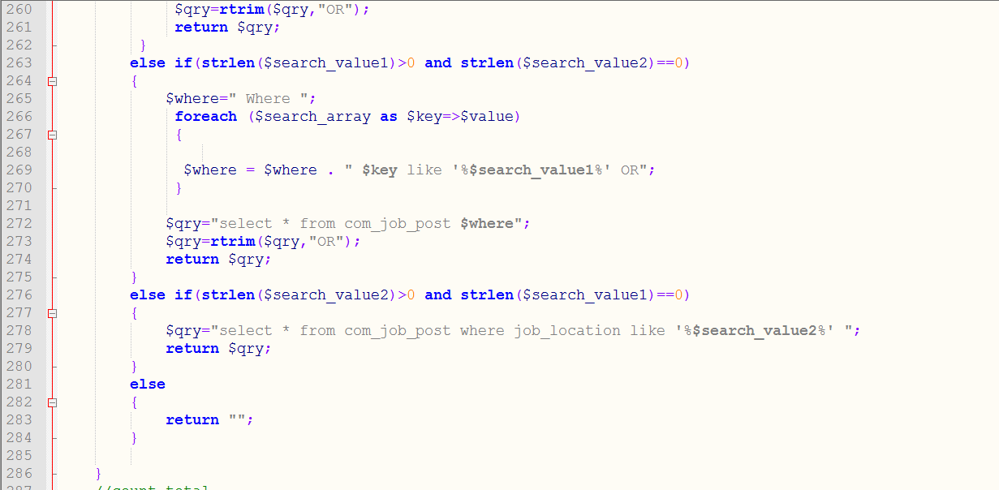 260 $qry=rtrim($qry,"OR");
261 return $qry;
262 }
263 else if(strlen($search_value1)>0 and strlen($search_value2)==0)
264 {
265 $where=" Where ";
266 foreach ($search_array as $key=>$value)
267 {
268
269 $where = $where . " $key like '%$search_value1%' OR";
270 }
271
272 $qry="select * from com_job_post $where";
273 $qry=rtrim($qry,"OR");
274 return $qry;
275 }
276 else if(strlen($search_value2)>0 and strlen($search_value1)==0)
277 {
278 $qry="select * from com_job_post where job_location like '%$search_value2%' ";
279 return $qry;
280 }
281 else
282 {
283 return "";
284 }
285
286 }
287 //count total